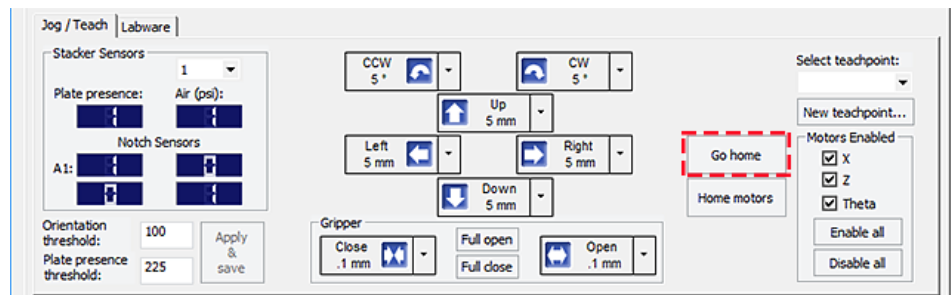 Jog / Teach
Labware
Stacker Sensors
1
Plate presence:
Air (psi):
Notch Sensors
A1:
Orientation
threshold:
100
Plate presence
threshold:
225
Apply
&
save
CCW
5 °
CW
5 °
Up
5 mm
Left
5 mm
Right
5 mm
Down
5 mm
Gripper
Close
.1 mm
Full open
Full close
Open
.1 mm
Go home
Home motors
Select teachpoint:
New teachpoint...
Motors Enabled
X
Z
Theta
Enable all
Disable all